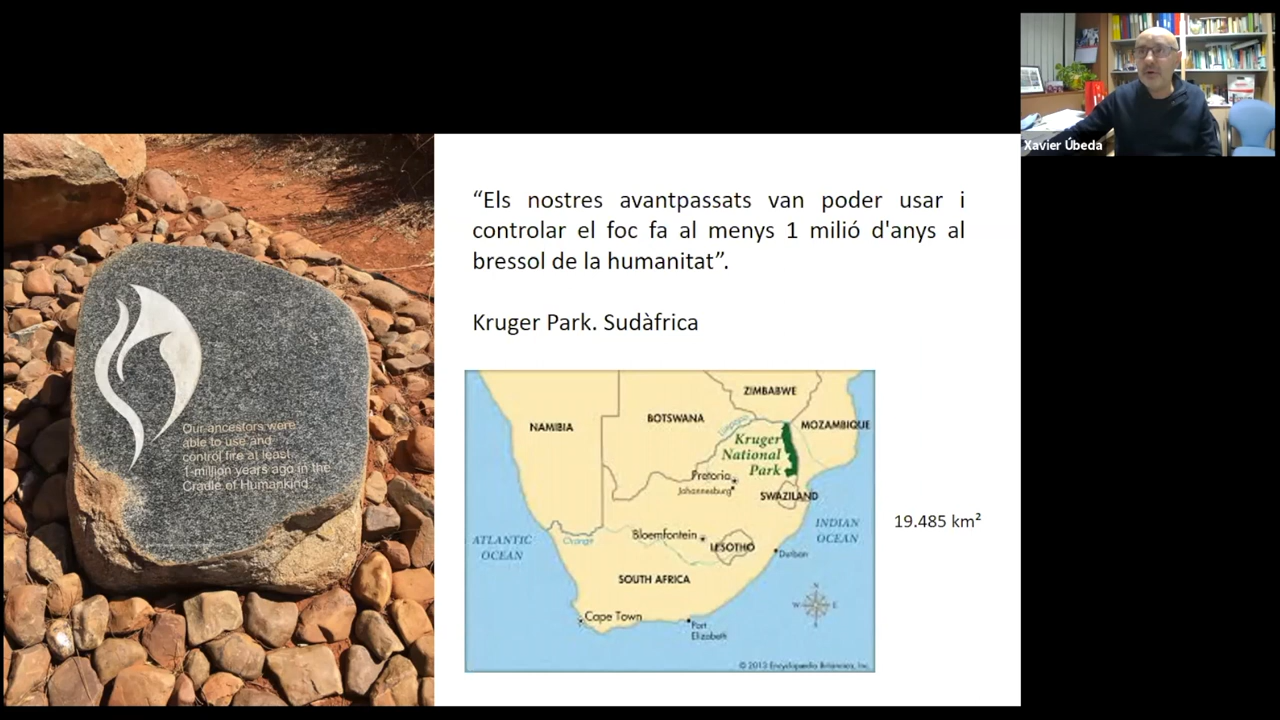 Xavier Úbeda
“Els nostres avantpassats van poder usar i
controlar el foc fa al menys 1 milió d'anys al
bressol de la humanitat”.
Kruger Park. Sudàfrica
Our ancestors were
able to use and
control fire at least
1-million years ago in the
Cradle of Humankind.
ZIMBABWE
BOTSWANA
MOZAMBIQUE
NAMIBIA
Kruger
National
Park
Pretoria
Johannesburg
SWAZILAND
INDIAN
OCEAN
ATLANTIC
OCEAN
Orange
Bloemfontein
LESOTHO
Durban
SOUTH AFRICA
N
W
E
S
Cape Town
Port
Elizabeth
© 2013 Encyclopædia Britannica, Inc.
19.485 km²